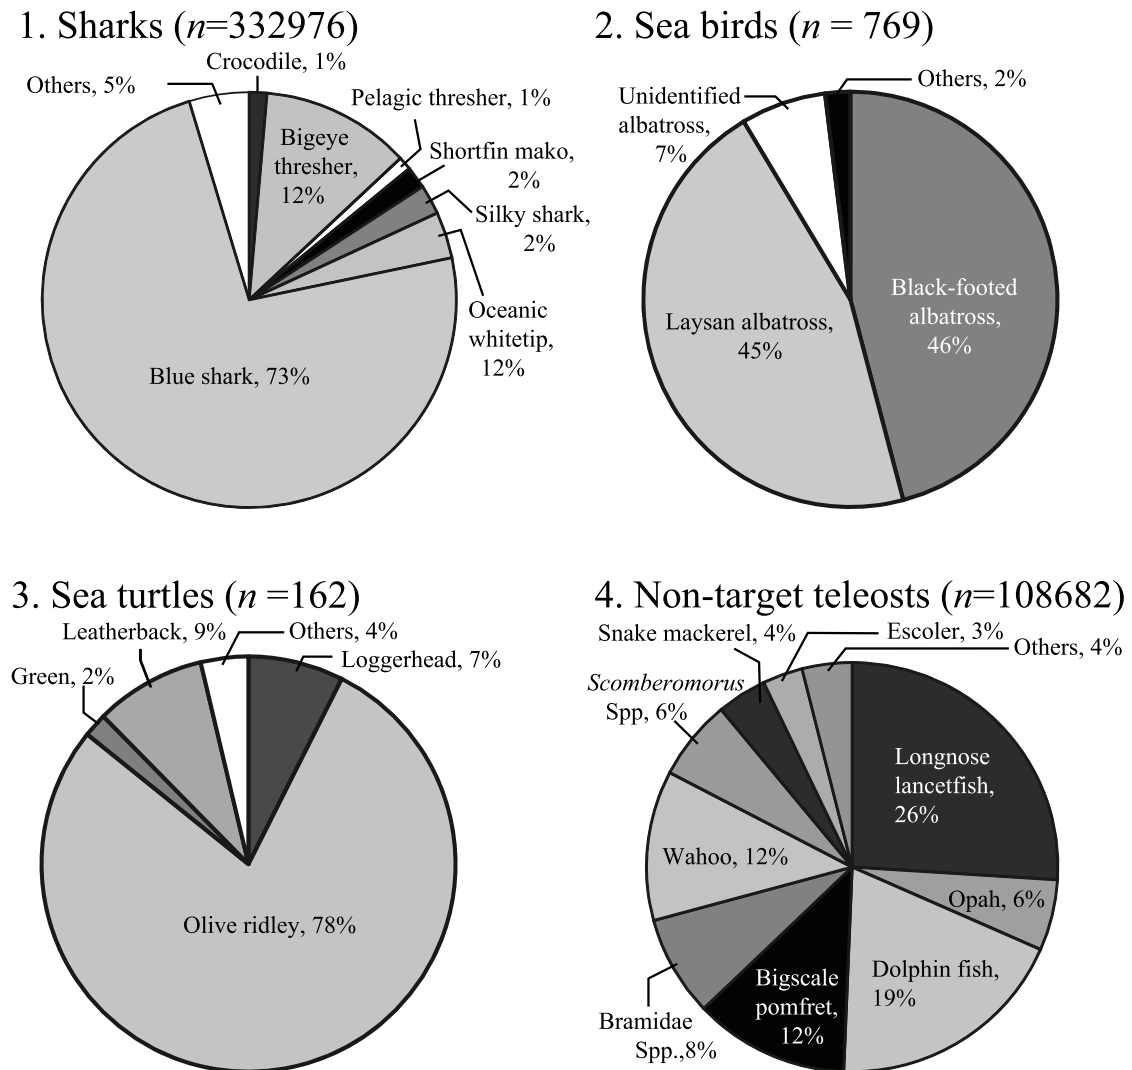 1. Sharks (n=332976)
Crocodile, 1%
Others, 5%
Pelagic thresher, 1%
Bigeye
thresher,
12%
Shortfin mako,
2%
Silky shark,
2%
Oceanic
whitetip,
12%
Blue shark, 73%
2. Sea birds (n = 769)
Others, 2%
Unidentified
albatross,
7%
Black-footed
albatross,
46%
Laysan albatross,
45%
3. Sea turtles (n =162)
Leatherback, 9%
Others, 4%
Loggerhead, 7%
Green, 2%
Olive ridley, 78%
4. Non-target teleosts (n=108682)
Snake mackerel, 4%
Escoler, 3%
Others, 4%
Scomberomorus
Spp, 6%
Longnose
lancetfish,
26%
Wahoo, 12%
Opah, 6%
Dolphin fish,
19%
Bigscale
pomfret,
12%
Bramidae
Spp.,8%